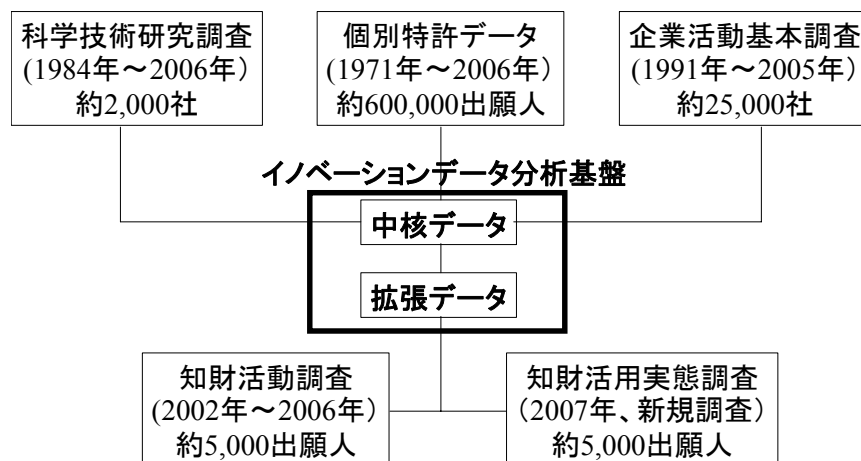 科学技術研究調査
(1984年～2006年)
約2,000社
個別特許データ
(1971年～2006年)
約600,000出願人
企業活動基本調査
(1991年～2005年)
約25,000社
イノベーションデータ分析基盤
中核データ
拡張データ
知財活動調査
(2002年～2006年)
約5,000出願人
知財活用実態調査
（2007年、新規調査）
約5,000出願人